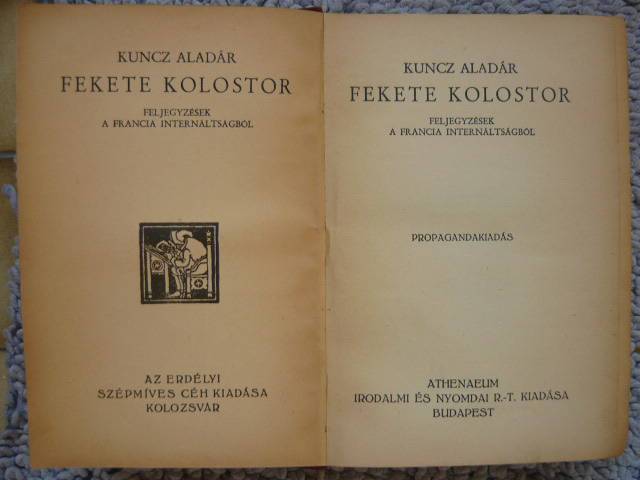 KUNCZ ALADÁR
FEKETE KOLOSTOR
FELJEGYZÉSEK
A FRANCIA INTERNÁLTSÁGBÓL
AZ ERDÉLYI
SZÉPMÍVES CÉH KIADÁSA
KOLOZSVÁR
KUNCZ ALADÁR
FEKETE KOLOSTOR
FELJEGYZÉSEK
A FRANCIA INTERNÁLTSÁGBÓL
PROPAGANDAKIADÁS
ATHENAEUM
IRODALMI ÉS NYOMDAI R.-T. KIADÁSA
BUDAPEST